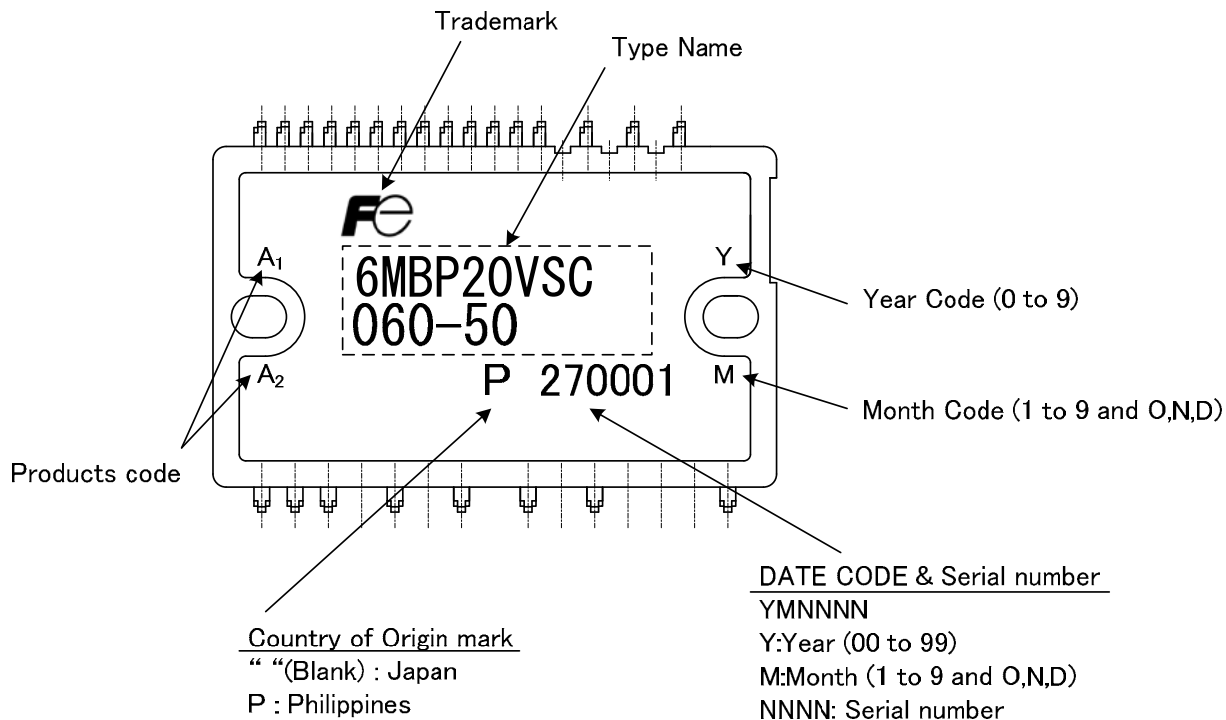 Trademark
Type Name
Fe
A1
Y
6MBP20VSC
060-50
Year Code (0 to 9)
A2
P 270001
M
Month Code (1 to 9 and O,N,D)
Products code
DATE CODE & Serial number
YMNNNN
Y:Year (00 to 99)
M:Month (1 to 9 and O,N,D)
NNNN: Serial number
Country of Origin mark
“ “(Blank) : Japan
P : Philippines